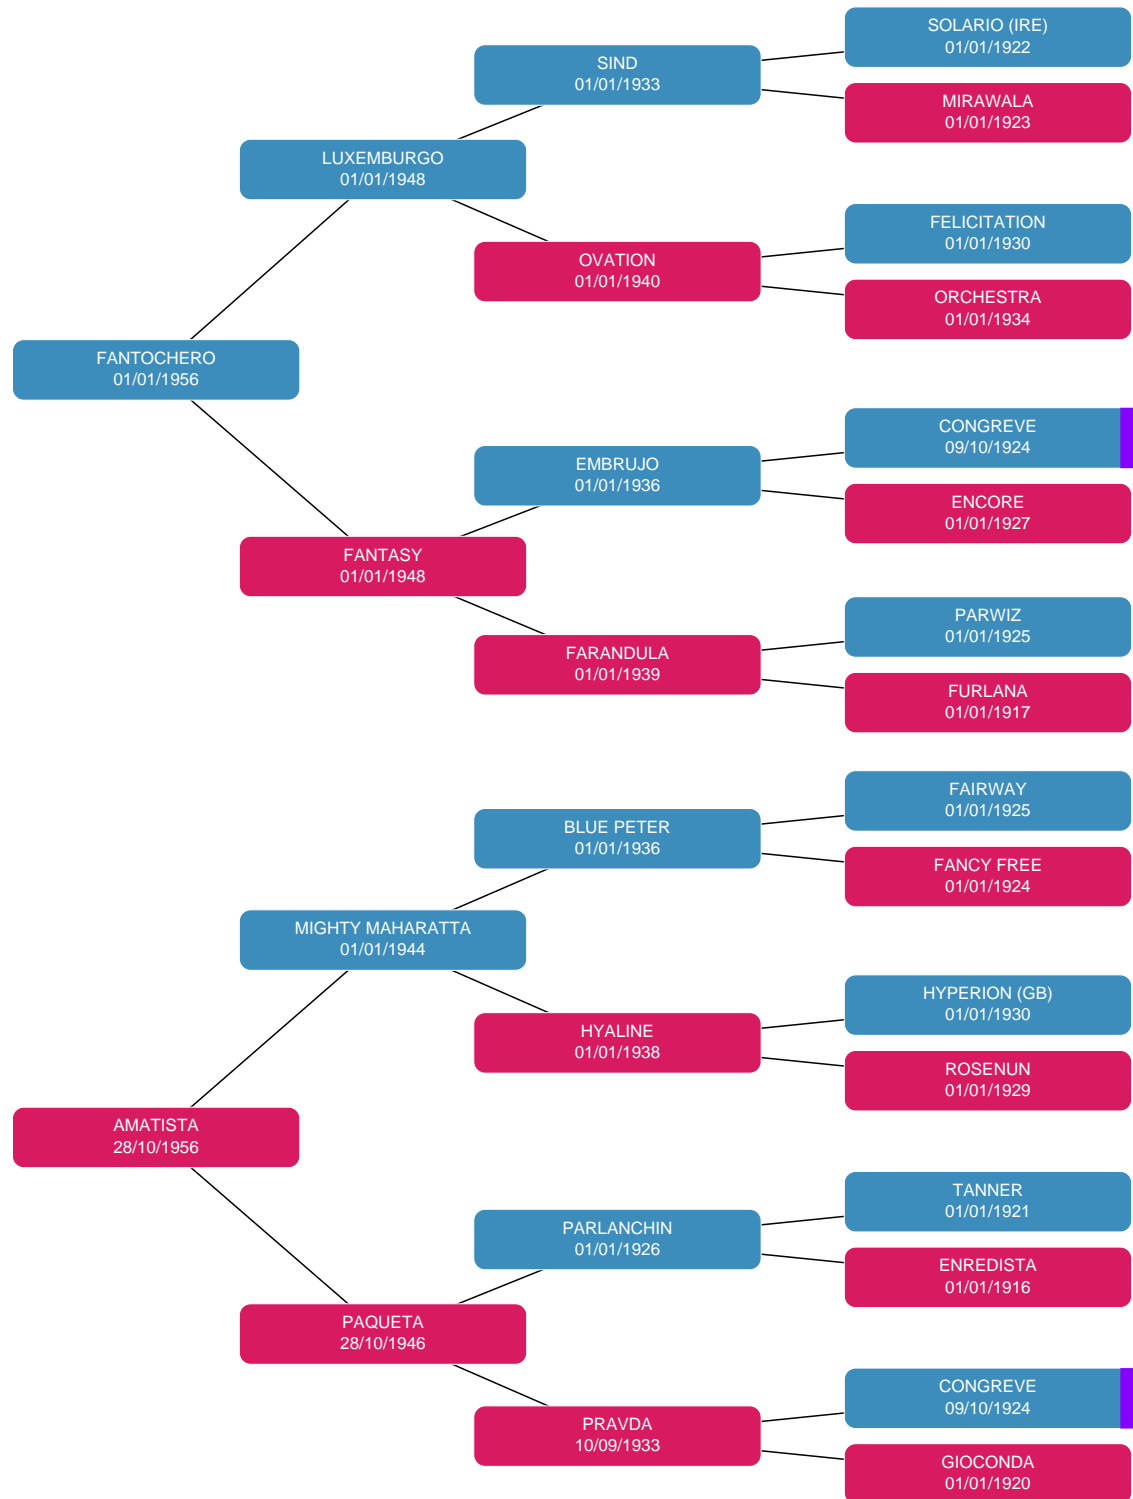 SOLARIO (IRE)
01/01/1922
SIND
01/01/1933
MIRAWALA
01/01/1923
LUXEMBURGO
01/01/1948
FELICITATION
01/01/1930
OVATION
01/01/1940
ORCHESTRA
01/01/1934
FANTOCHERO
01/01/1956
CONGREVE
09/10/1924
EMBRUJO
01/01/1936
ENCORE
01/01/1927
FANTASY
01/01/1948
PARWIZ
01/01/1925
FARANDULA
01/01/1939
FURLANA
01/01/1917
FAIRWAY
01/01/1925
BLUE PETER
01/01/1936
FANCY FREE
01/01/1924
MIGHTY MAHARATTA
01/01/1944
HYPERION (GB)
01/01/1930
HYALINE
01/01/1938
ROSENUN
01/01/1929
AMATISTA
28/10/1956
TANNER
01/01/1921
PARLANCHIN
01/01/1926
ENREDISTA
01/01/1916
PAQUETA
28/10/1946
CONGREVE
09/10/1924
PRAVDA
10/09/1933
GIOCONDA
01/01/1920